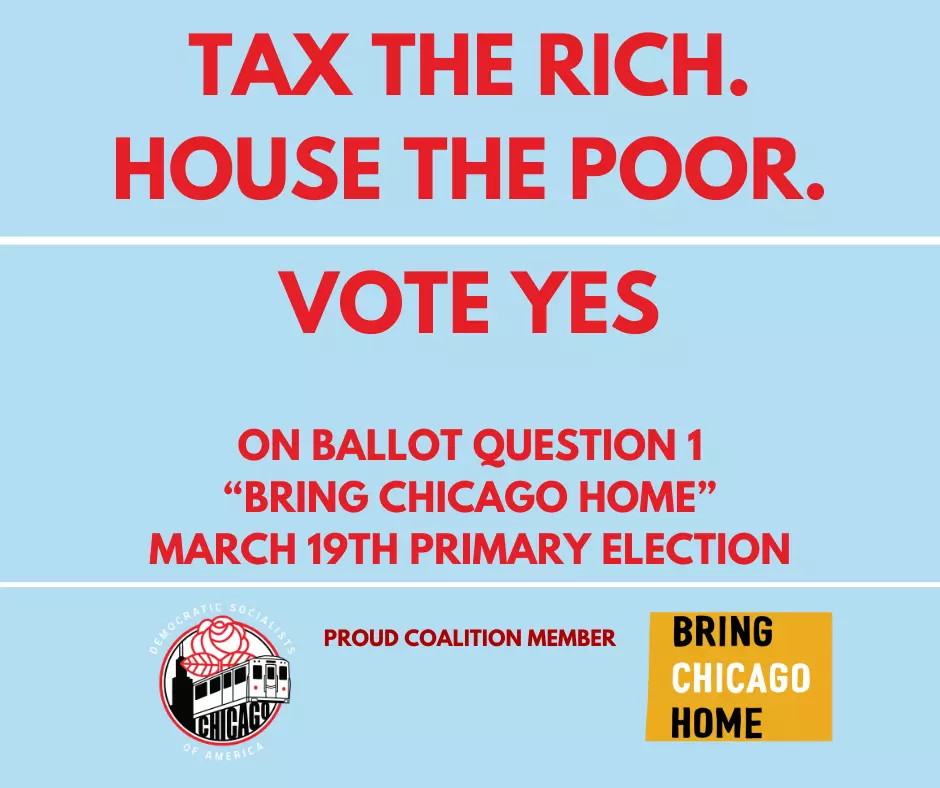 TAX THE RICH.
HOUSE THE POOR.
VOTE YES
ON BALLOT QUESTION 1
“BRING CHICAGO HOME”
MARCH 19TH PRIMARY ELECTION
DEMOCRATIC SOCIALISTS
CHICAGO
OF AMERICA
PROUD COALITION MEMBER
BRING
CHICAGO
HOME